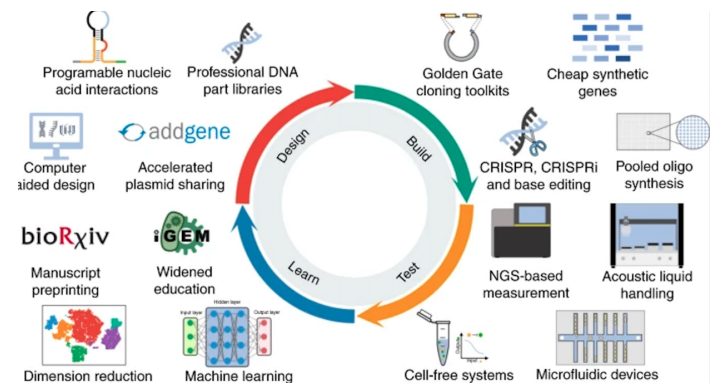 Programable nucleic
acid interactions
Professional DNA
part libraries
Golden Gate
cloning toolkits
Cheap synthetic
genes
Computer
aided design
addgene
Accelerated
plasmid sharing
Design
Build
CRISPR, CRISPRi
and base editing
Pooled oligo
synthesis
bioRχiv
Manuscript
preprinting
iGEM
Widened
education
Learn
Test
NGS-based
measurement
Acoustic liquid
handling
Input layer
Hidden layer
Output layer
Dimension reduction
Machine learning
Outputs
Input
Cell-free systems
Microfluidic devices